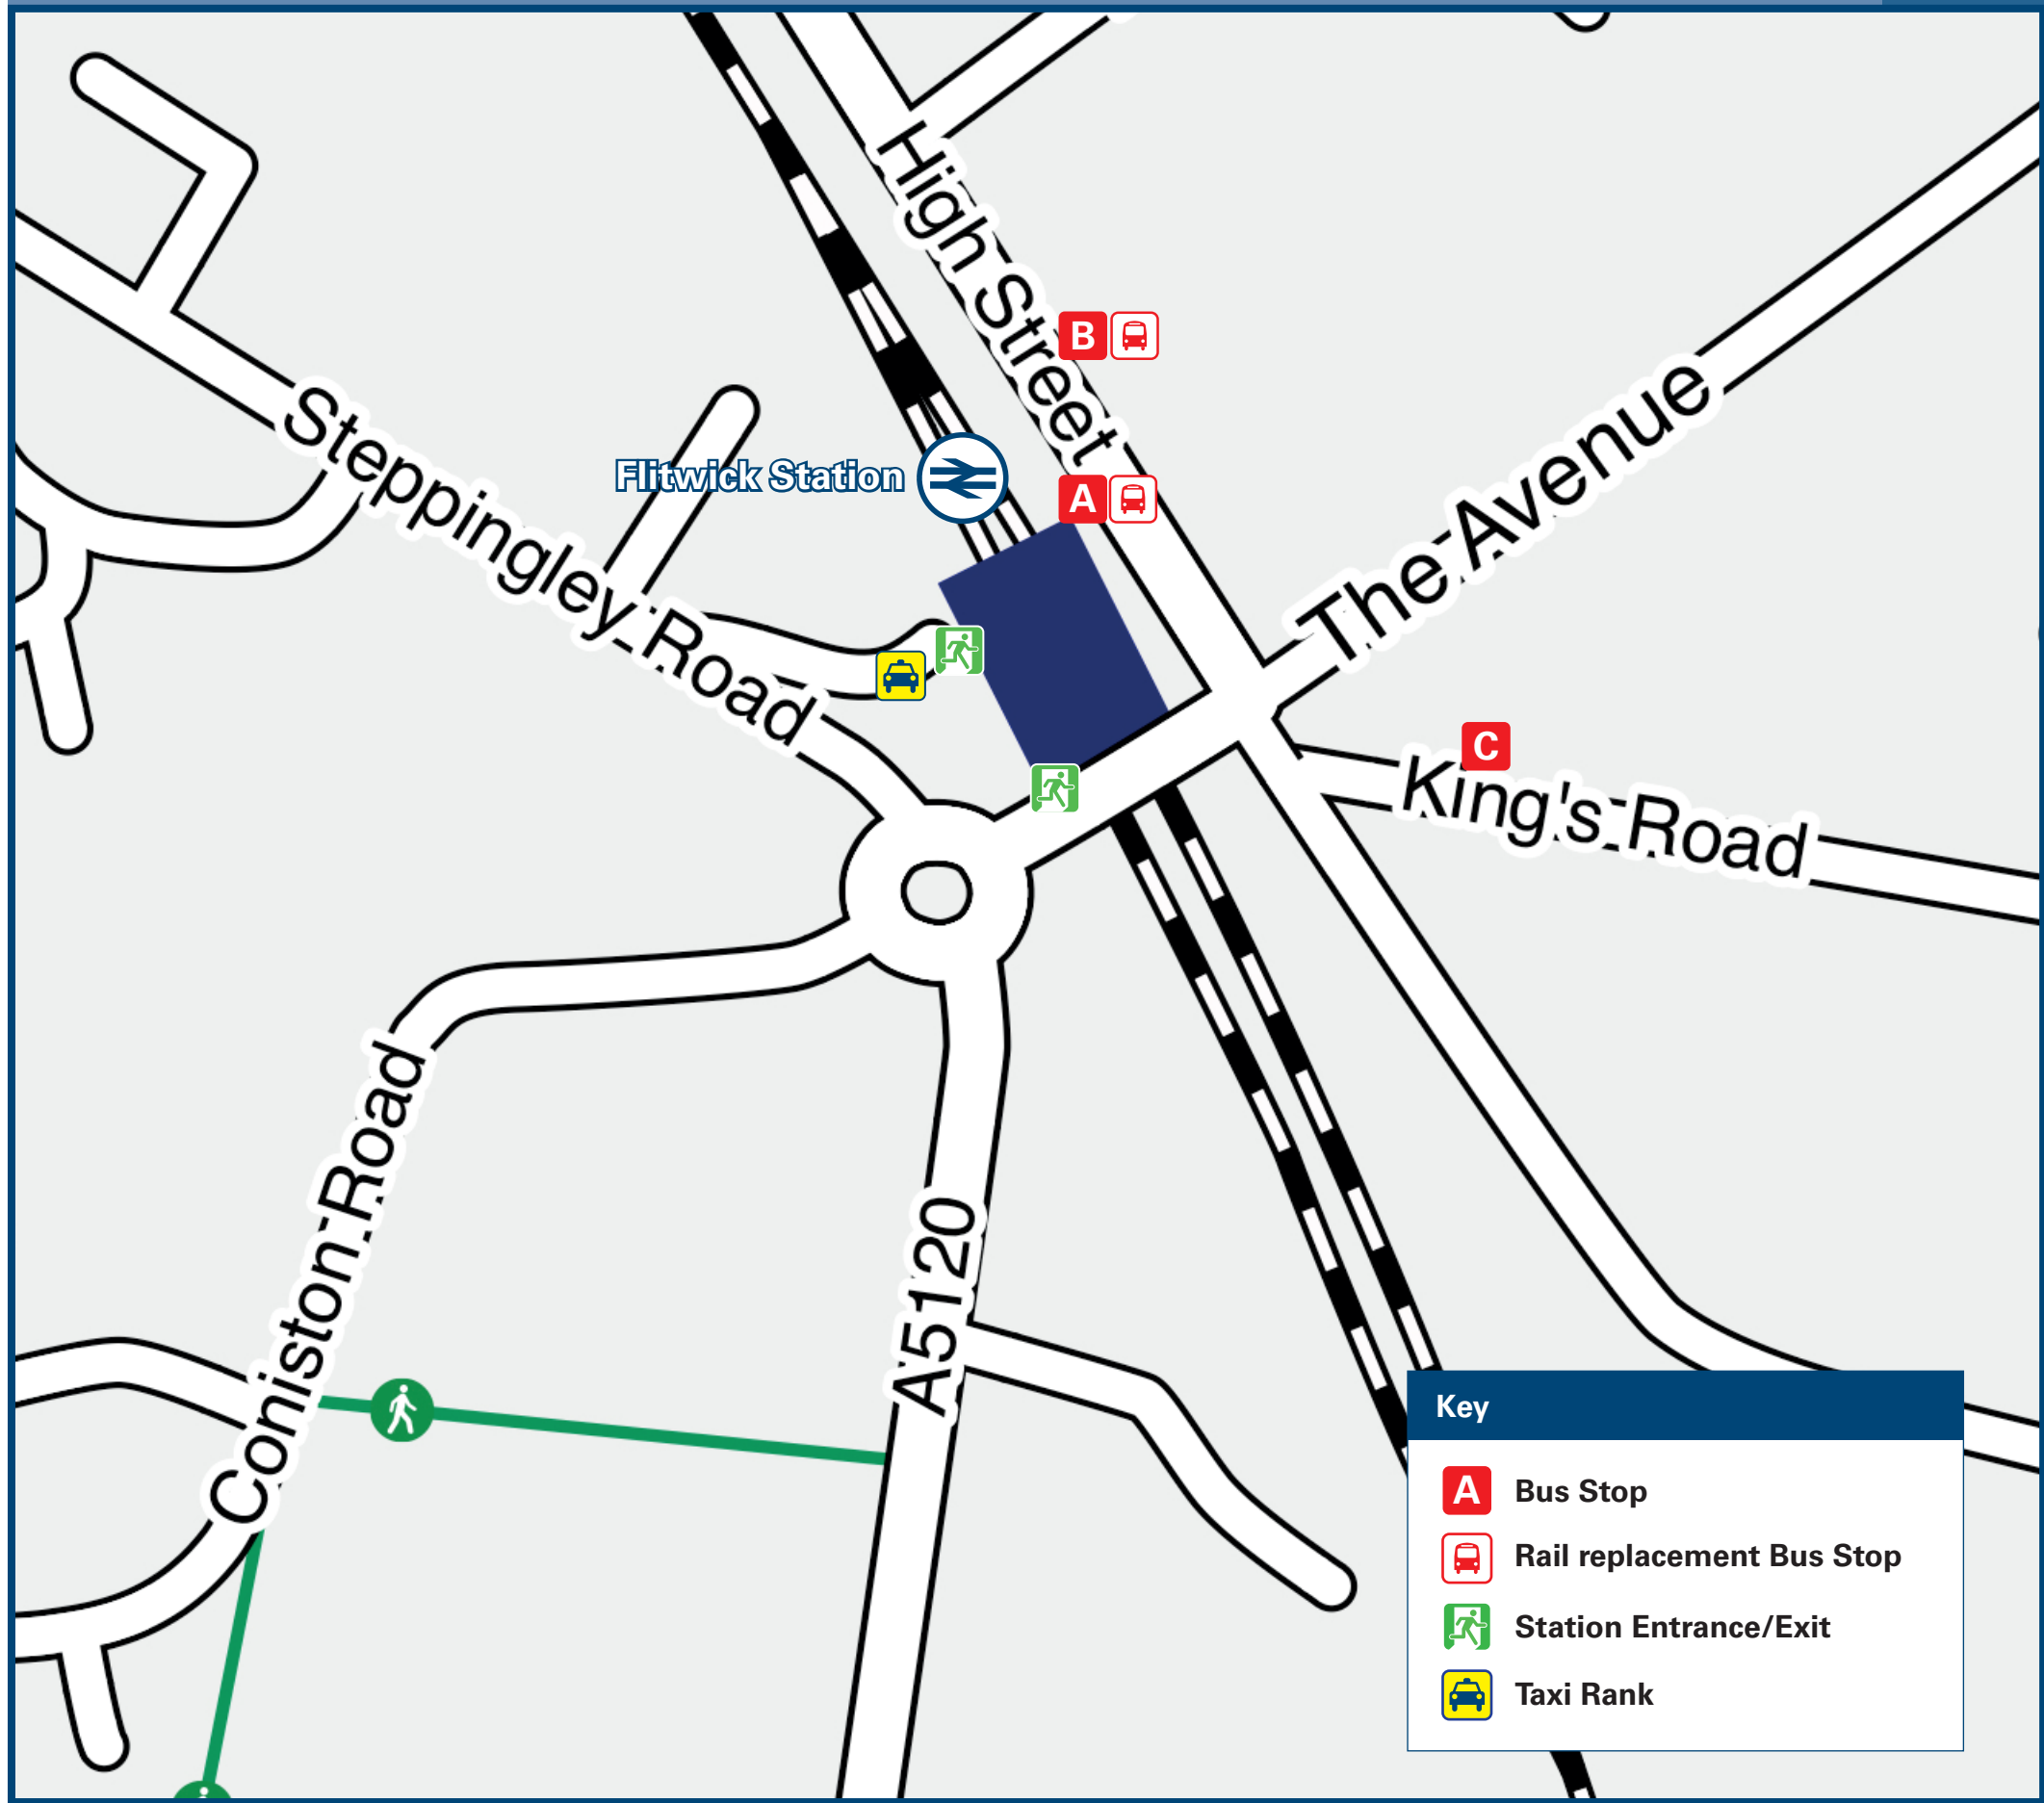 High Street
B
Steppingley Road
The Avenue
Flitwick Station
A
C
King's Road
Coniston Road
A5120
Key
A Bus Stop
Rail replacement Bus Stop
Station Entrance/Exit
Taxi Rank